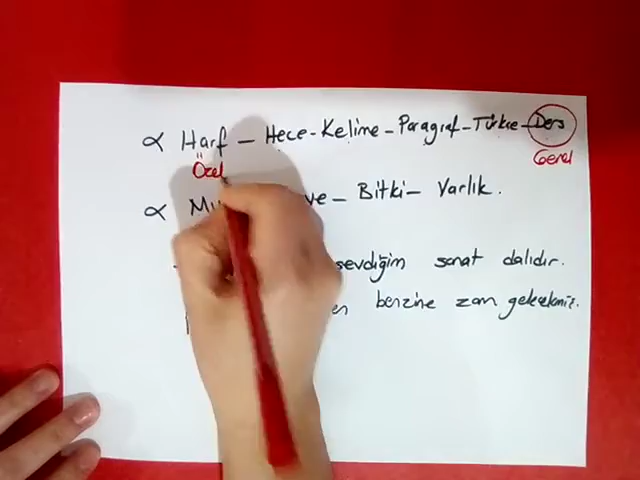 ∝ Harf - Hece - Kelime - Paragraf - Türkçe - Ders
Özel Genel
∝ - Bitki - Varlık.
sevdiğim sanat dalıdır.
benzine zam gelecekmiş.